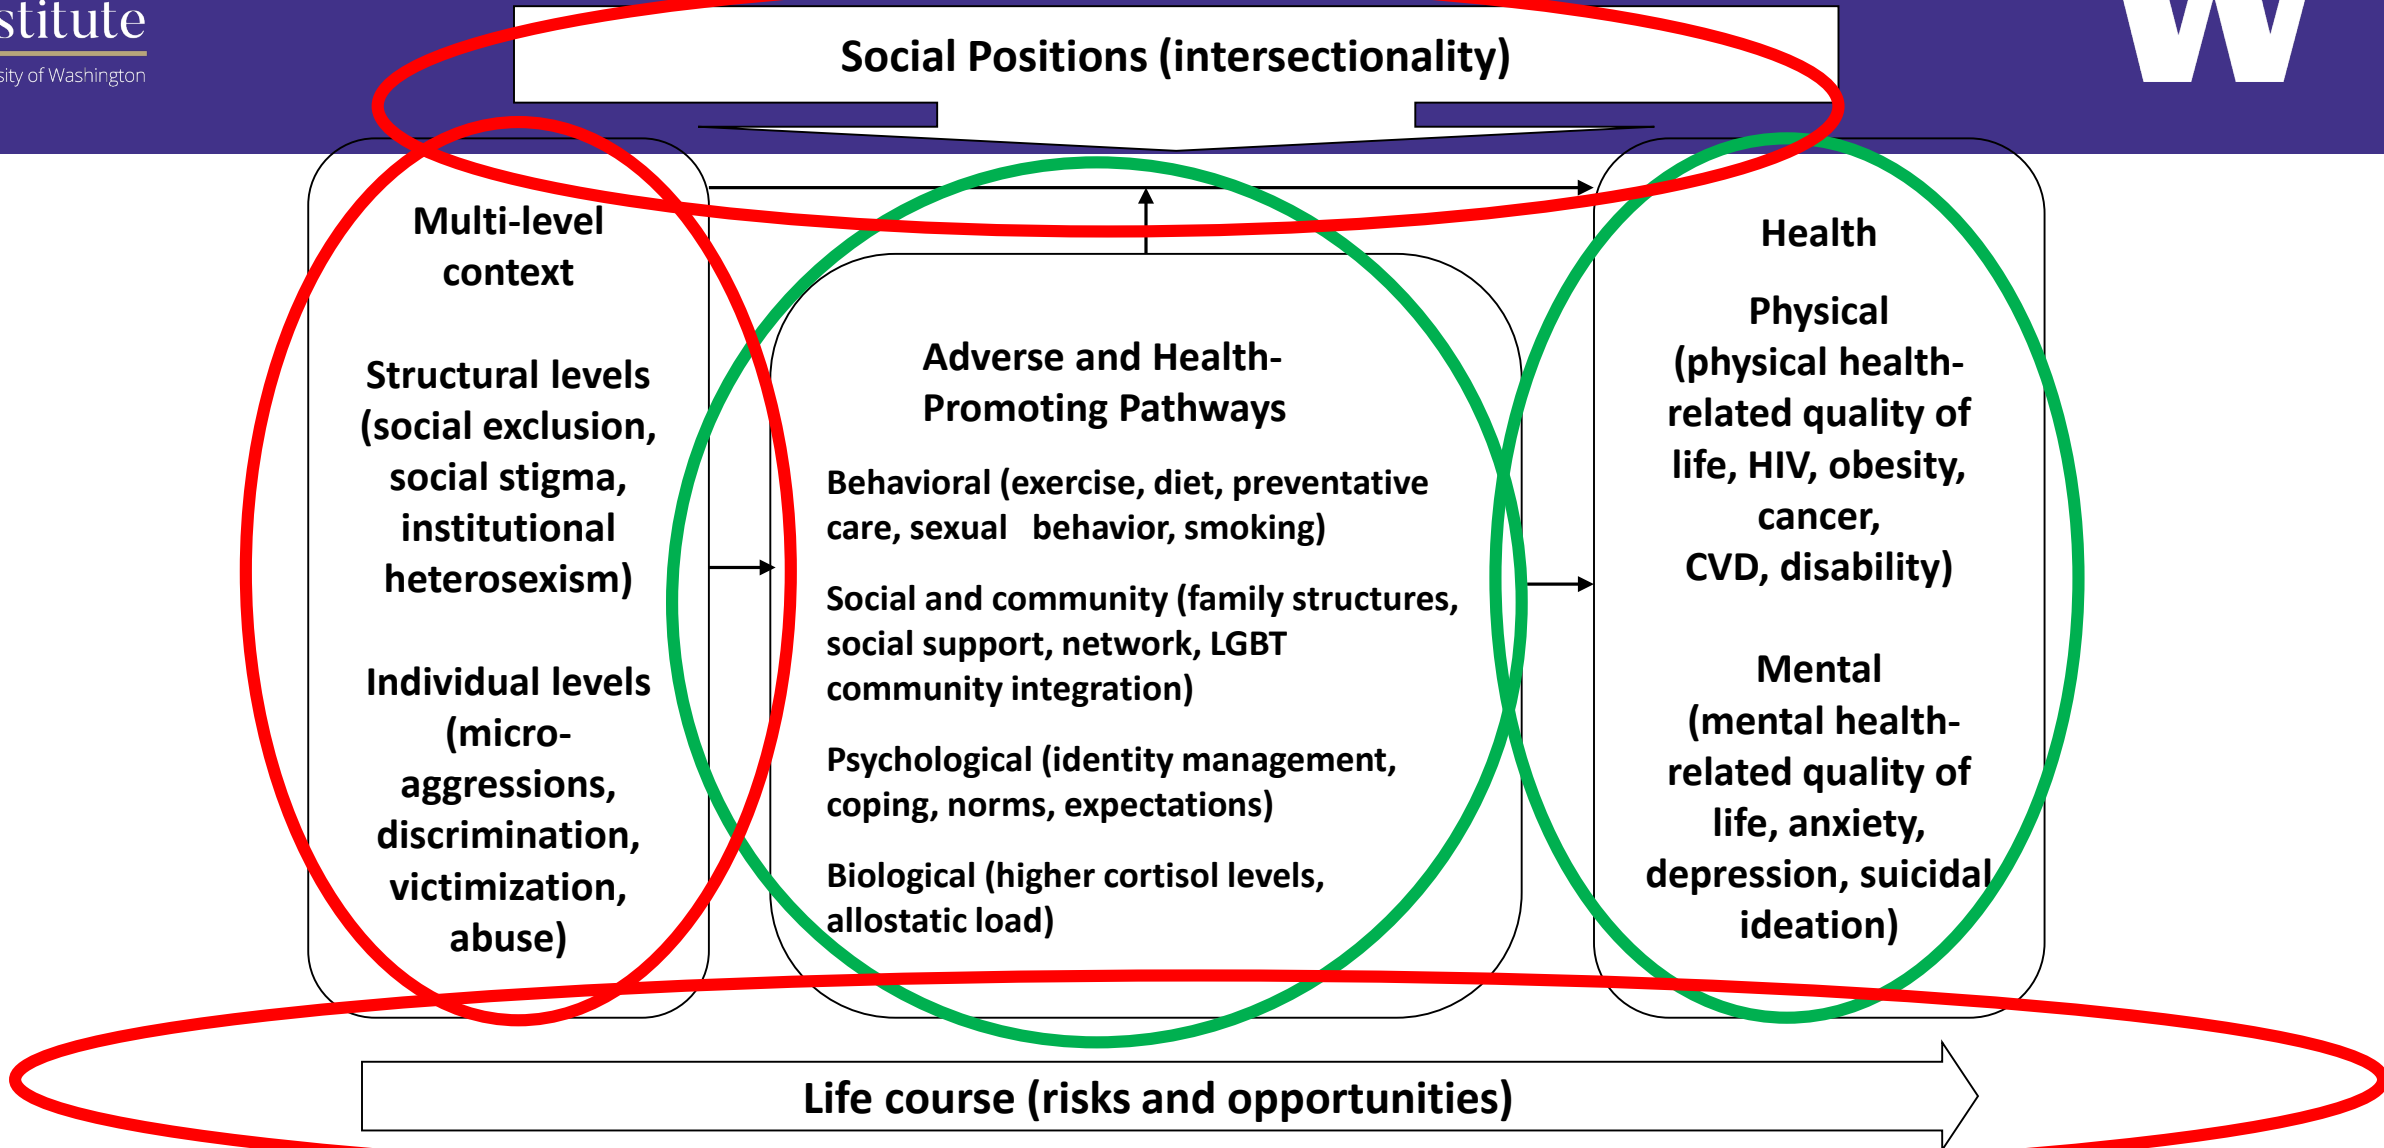 stitute
sity of Washington
W
Social Positions (intersectionality)
Multi-level
context
Structural levels
(social exclusion,
social stigma,
institutional
heterosexism)
Individual levels
(micro-
aggressions,
discrimination,
victimization,
abuse)
Adverse and Health-
Promoting Pathways
Behavioral (exercise, diet, preventative
care, sexual behavior, smoking)
Social and community (family structures,
social support, network, LGBT
community integration)
Psychological (identity management,
coping, norms, expectations)
Biological (higher cortisol levels,
allostatic load)
Health
Physical
(physical health-
related quality of
life, HIV, obesity,
cancer,
CVD, disability)
Mental
(mental health-
related quality of
life, anxiety,
depression, suicidal
ideation)
Life course (risks and opportunities)